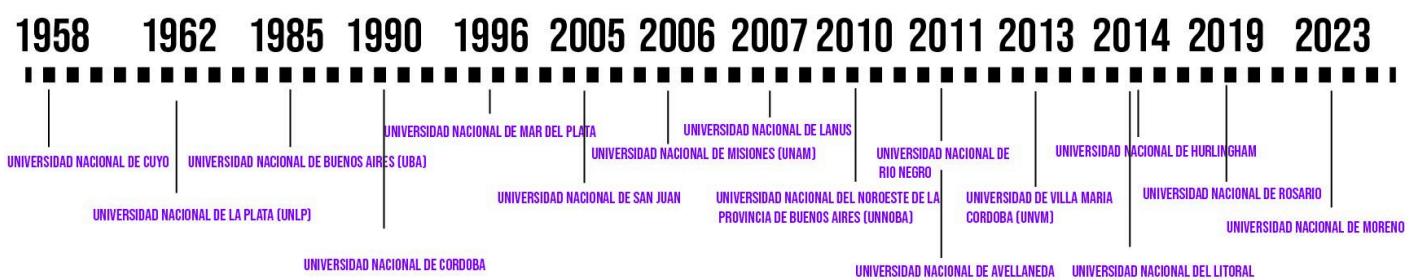 1958 1962 1985 1990 1996 2005 2006 2007 2010 2011 2013 2014 2019 2023
UNIVERSIDAD NACIONAL DE CUYO
UNIVERSIDAD NACIONAL DE LA PLATA (UNLP)
UNIVERSIDAD NACIONAL DE BUENOS AIRES (UBA)
UNIVERSIDAD NACIONAL DE CORDOBA
UNIVERSIDAD NACIONAL DE MAR DEL PLATA
UNIVERSIDAD NACIONAL DE SAN JUAN
UNIVERSIDAD NACIONAL DE MISIONES (UNAM)
UNIVERSIDAD NACIONAL DE LANUS
UNIVERSIDAD NACIONAL DEL NOROESTE DE LA
PROVINCIA DE BUENOS AIRES (UNNOBA)
UNIVERSIDAD NACIONAL DE
RIO NEGRO
UNIVERSIDAD NACIONAL DE AVELLANEDA
UNIVERSIDAD DE VILLA MARIA
CORDOBA (UNVM)
UNIVERSIDAD NACIONAL DE HURLINGHAM
UNIVERSIDAD NACIONAL DEL LITORAL
UNIVERSIDAD NACIONAL DE ROSARIO
UNIVERSIDAD NACIONAL DE MORENO